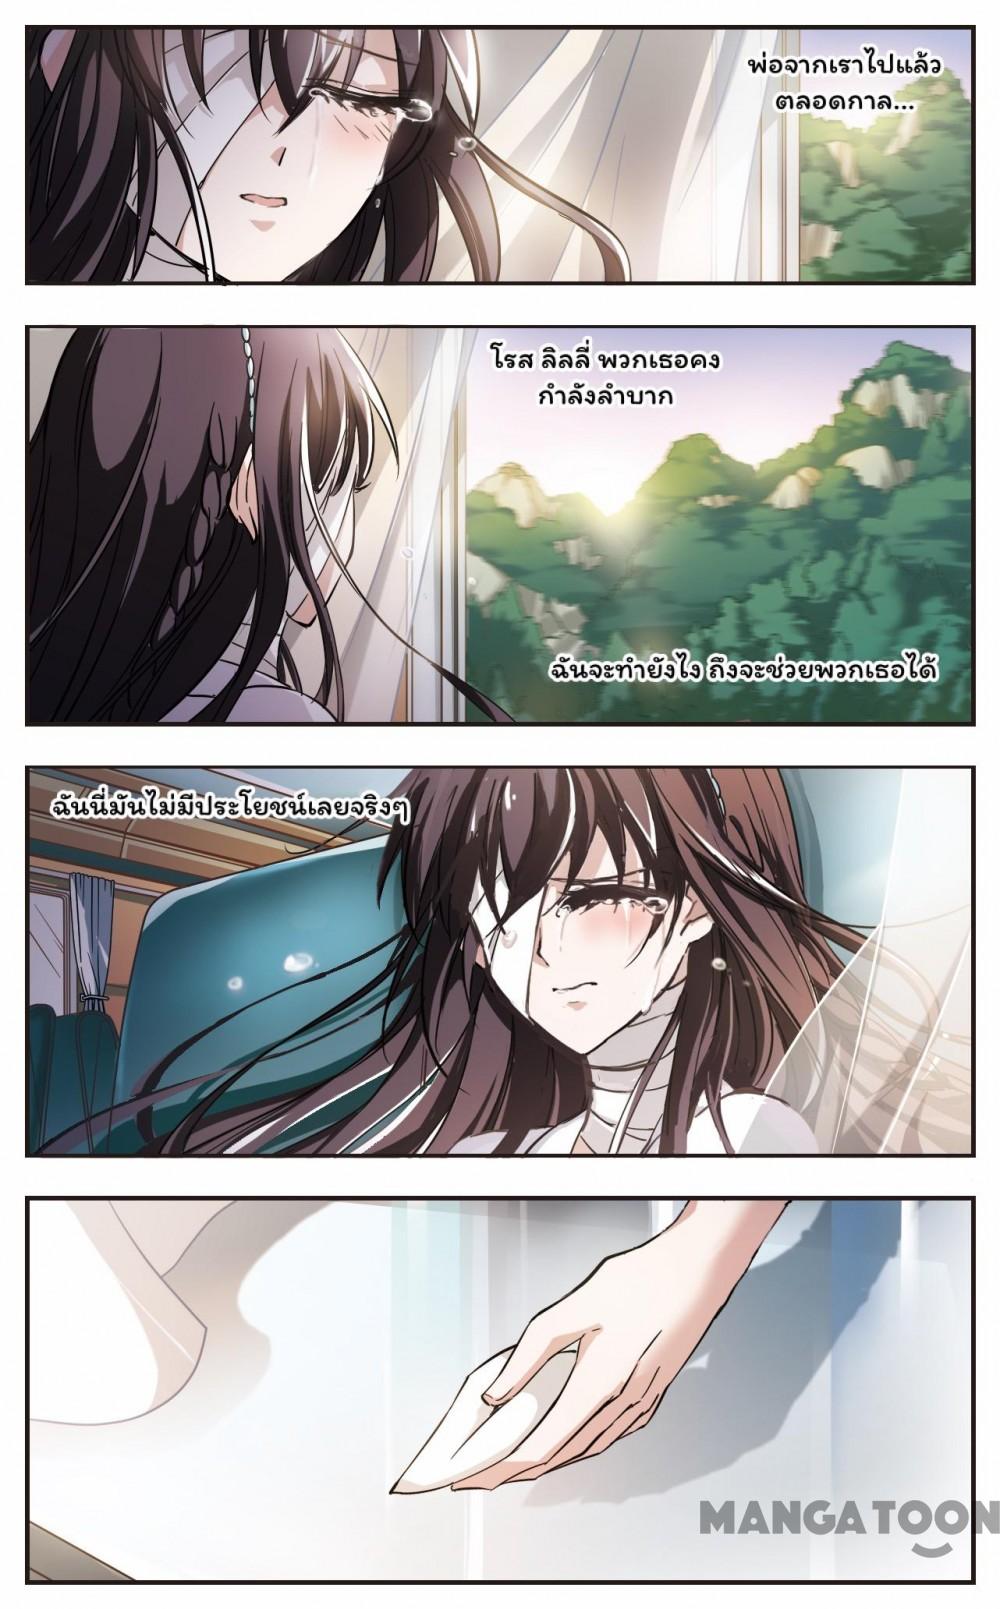 พ่อจากเราไปแล้ว
ตลอดกาล...
โรส ลิลลี่ พวกเธอคง
กำลังลำบาก
ฉันจะทำยังไง ถึงจะช่วยพวกเธอได้
ฉันนี่มันไม่มีประโยชน์เลยจริงๆ
MANGATOON